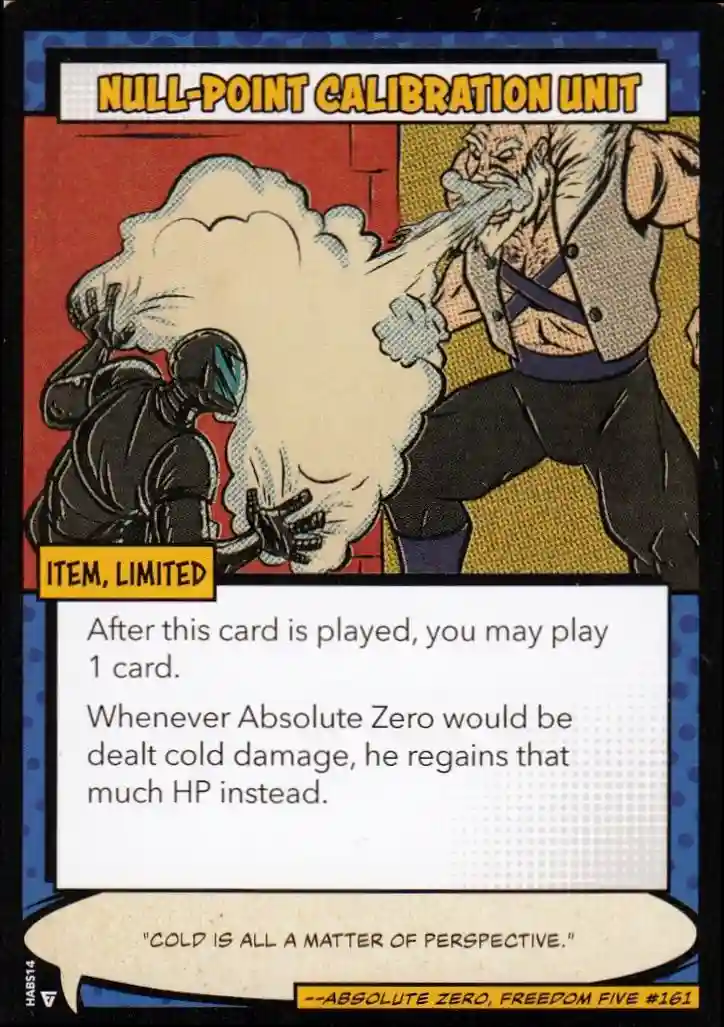 NULL-POINT CALIBRATION UNIT
ITEM, LIMITED
After this card is played, you may play
1 card.
Whenever Absolute Zero would be
dealt cold damage, he regains that
much HP instead.
"COLD IS ALL A MATTER OF PERSPECTIVE."
--ABSOLUTE ZERO, FREEDOM FIVE #161
HABS14